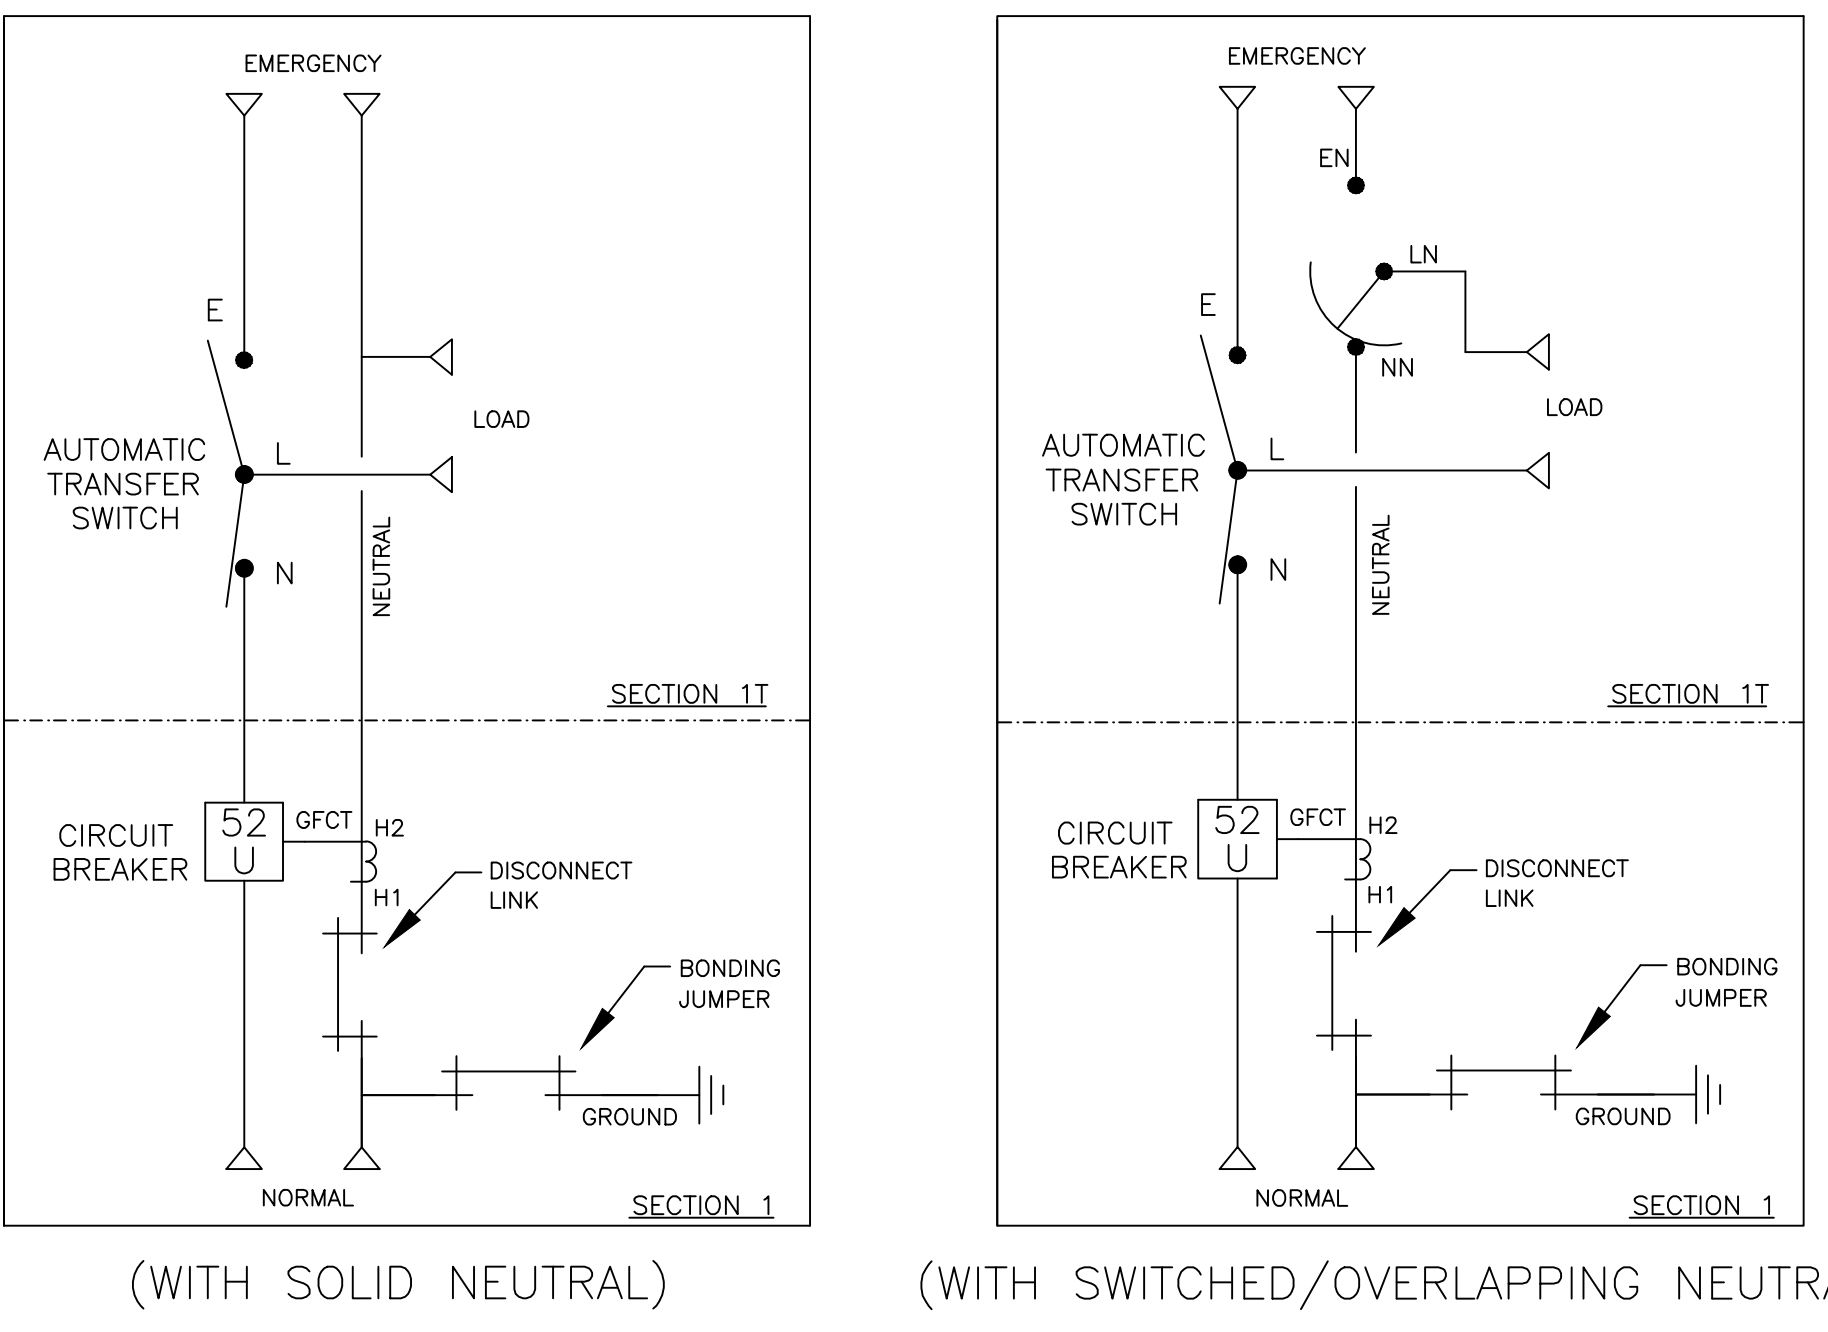 EMERGENCY
E
AUTOMATIC
TRANSFER
SWITCH
L
LOAD
N
NEUTRAL
SECTION 1T
CIRCUIT
BREAKER
52
U
GFCT
H2
H1
DISCONNECT
LINK
BONDING
JUMPER
GROUND
NORMAL
SECTION 1
(WITH SOLID NEUTRAL)
EMERGENCY
EN
LN
E
NN
LOAD
AUTOMATIC
TRANSFER
SWITCH
L
N
NEUTRAL
SECTION 1T
CIRCUIT
BREAKER
52
U
GFCT
H2
H1
DISCONNECT
LINK
BONDING
JUMPER
GROUND
NORMAL
SECTION 1
(WITH SWITCHED/OVERLAPPING NEUTRA